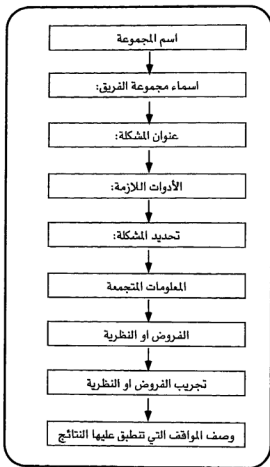 اسم المجموعة
اسماء مجموعة الفريق:
عنوان المشكلة:
الأدوات اللازمة:
تحديد المشكلة:
المعلومات المتجمعة
الفروض او النظرية
تجريب الفروض او النظرية
وصف المواقف التي تنطبق عليها النتائج